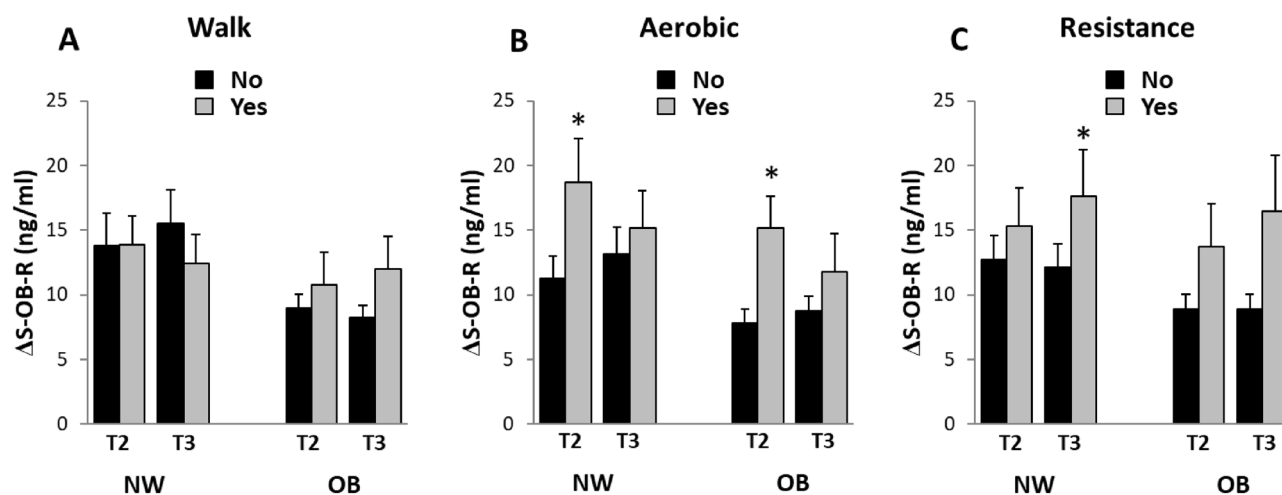 A Walk
No
Yes
ΔS-OB-R (ng/ml)
25
20
15
10
5
0
T2 T3 T2 T3
NW OB
B Aerobic
No
Yes
ΔS-OB-R (ng/ml)
25
20
15
10
5
0
* *
T2 T3 T2 T3
NW OB
C Resistance
No
Yes
ΔS-OB-R (ng/ml)
25
20
15
10
5
0
*
T2 T3 T2 T3
NW OB